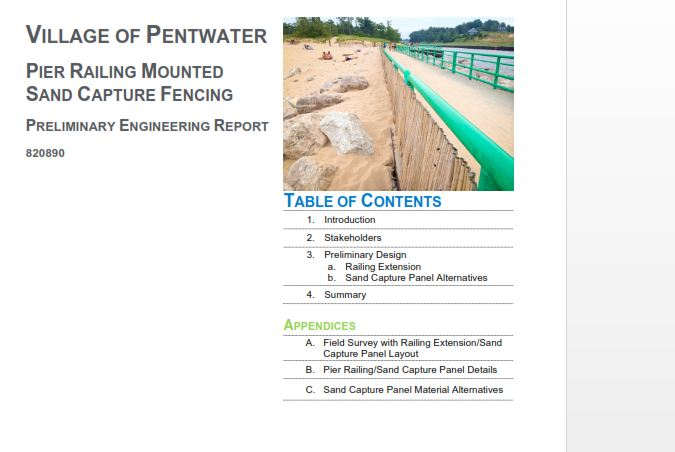 VILLAGE OF PENTWATER
PIER RAILING MOUNTED
SAND CAPTURE FENCING
PRELIMINARY ENGINEERING REPORT
820890
TABLE OF CONTENTS
1. Introduction
2. Stakeholders
3. Preliminary Design
a. Railing Extension
b. Sand Capture Panel Alternatives
4. Summary
APPENDICES
A. Field Survey with Railing Extension/Sand
Capture Panel Layout
B. Pier Railing/Sand Capture Panel Details
C. Sand Capture Panel Material Alternatives